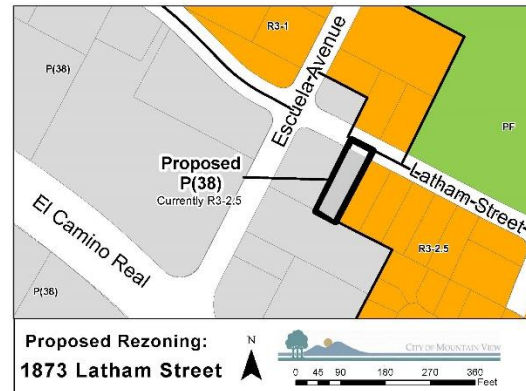 R3-1
P(38)
Escuela-Avenue
PF
Proposed
P(38)
Currently R3-2.5
Latham-Street
El Camino Real
R3-2.5
P(38)
Proposed Rezoning:
1873 Latham Street
N
CITY OF MOUNTAIN VIEW
0 45 90 180 270 360
Feet